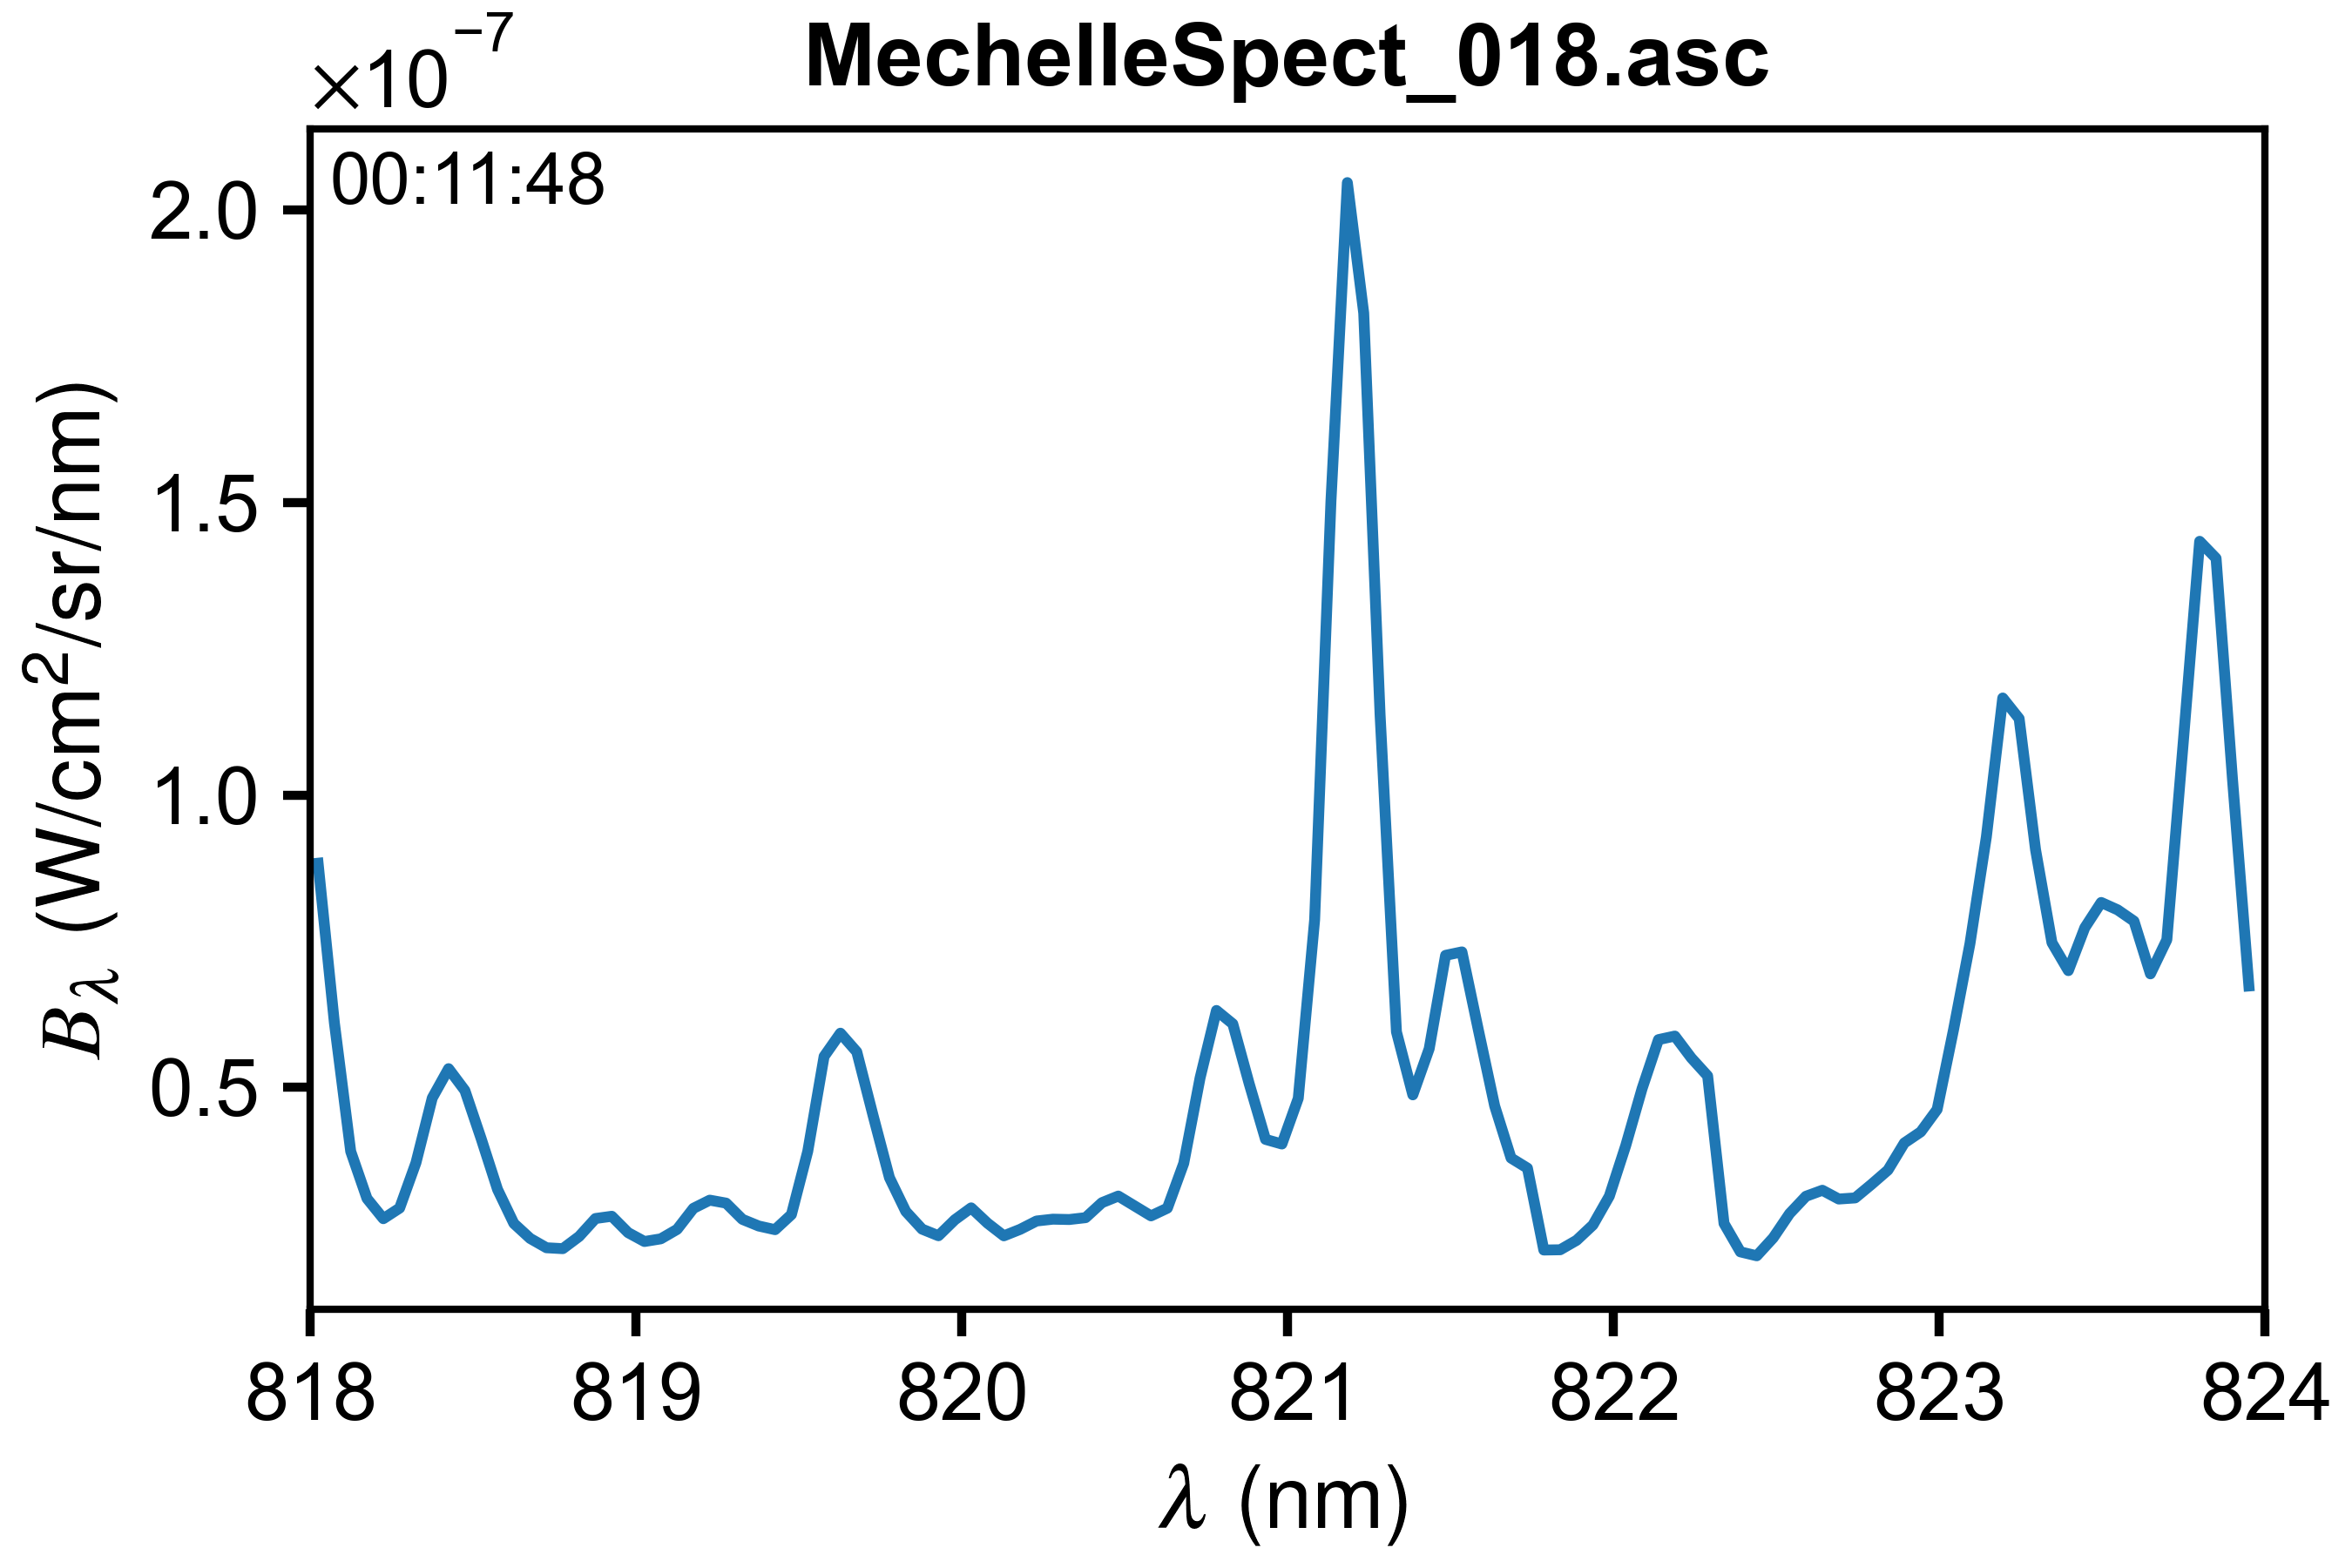 ×10⁻⁷
MechelleSpect_018.asc
00:11:48
2.0
1.5
1.0
0.5
B_λ (W/cm²/sr/nm)
818 819 820 821 822 823 824
λ (nm)